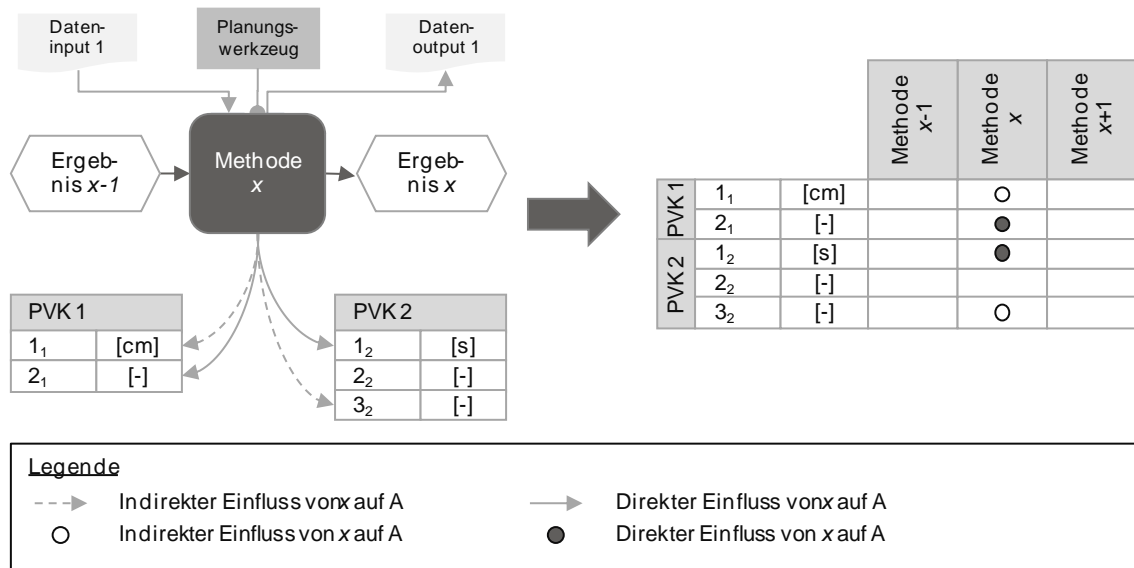 Daten-
input 1
Planungs-
werkzeug
Daten-
output 1
Ergeb-
nis x-1
Methode
x
Ergeb-
nis x
PVK 1
1₁ [cm]
2₁ [-]
PVK 2
1₂ [s]
2₂ [-]
3₂ [-]
Methode
x-1
Methode
x
Methode
x+1
PVK 1
1₁ [cm]
2₁ [-]
PVK 2
1₂ [s]
2₂ [-]
3₂ [-]
Legende
Indirekter Einfluss von x auf A
Direkter Einfluss von x auf A
Indirekter Einfluss von x auf A
Direkter Einfluss von x auf A